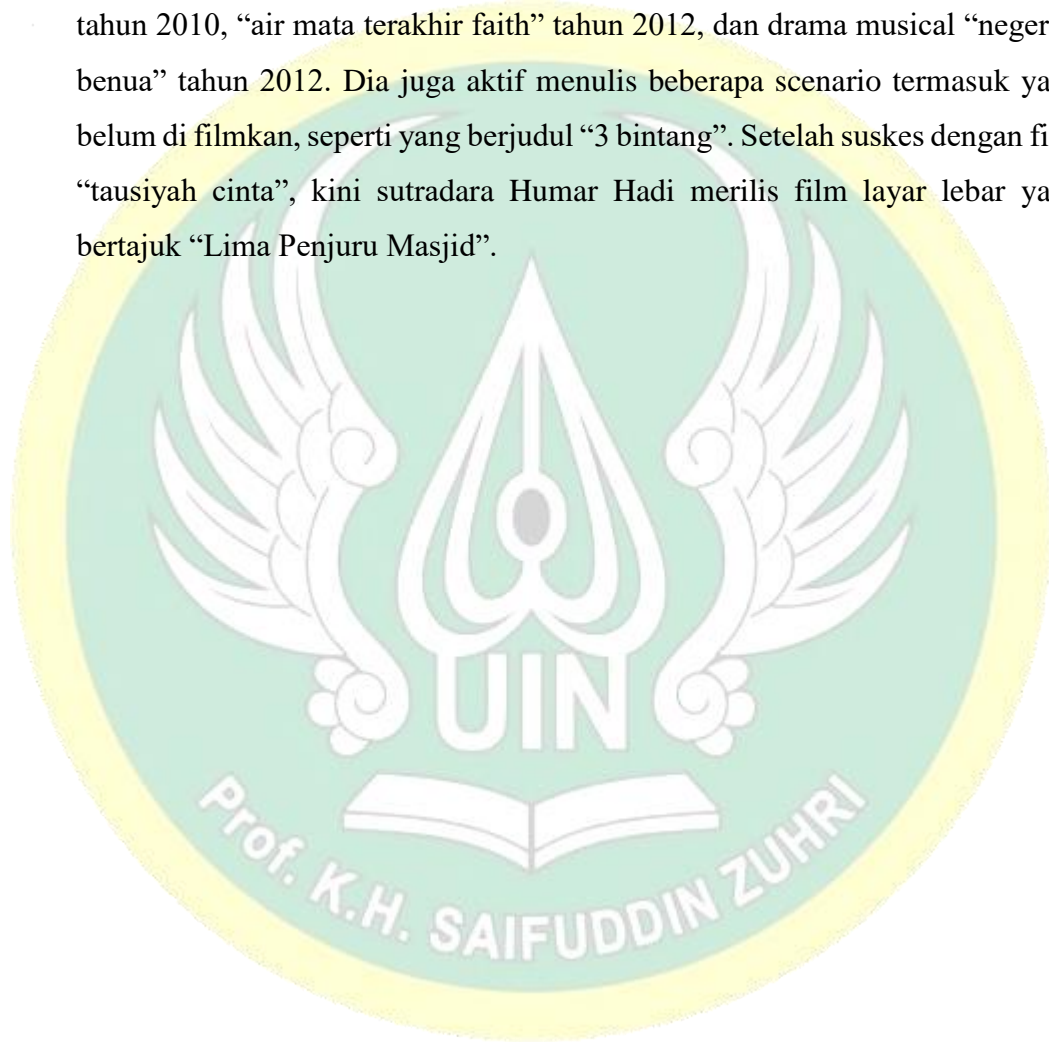 tahun 2010, “air mata terakhir faith” tahun 2012, dan drama musical “neger
benua” tahun 2012. Dia juga aktif menulis beberapa scenario termasuk ya
belum di filmkan, seperti yang berjudul “3 bintang”. Setelah suskes dengan fi
“tausiyah cinta”, kini sutradara Humar Hadi merilis film layar lebar ya
bertajuk “Lima Penjuru Masjid”.
UIN
Prof. K.H. SAIFUDDIN ZUHRI